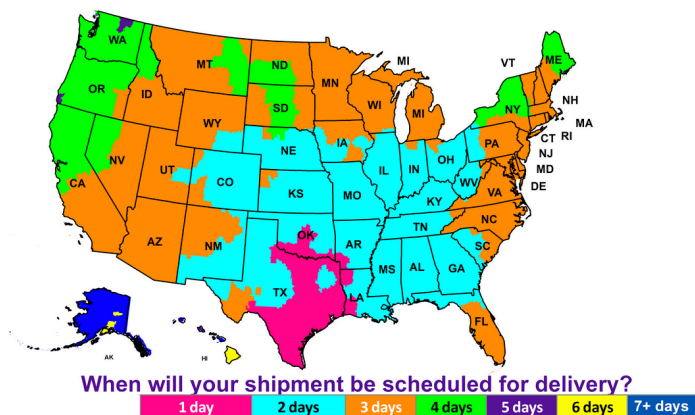 WA
MT
ND
MN
MI
VT
ME
OR
ID
SD
WI
MI
NY
NH
MA
WY
CT
RI
NV
UT
NE
IA
IL
IN
OH
PA
NJ
MD
DE
CA
CO
KS
MO
KY
WV
VA
AZ
NM
OK
AR
TN
NC
SC
TX
LA
MS
AL
GA
FL
AK
HI
When will your shipment be scheduled for delivery?
1 day 2 days 3 days 4 days 5 days 6 days 7+ days